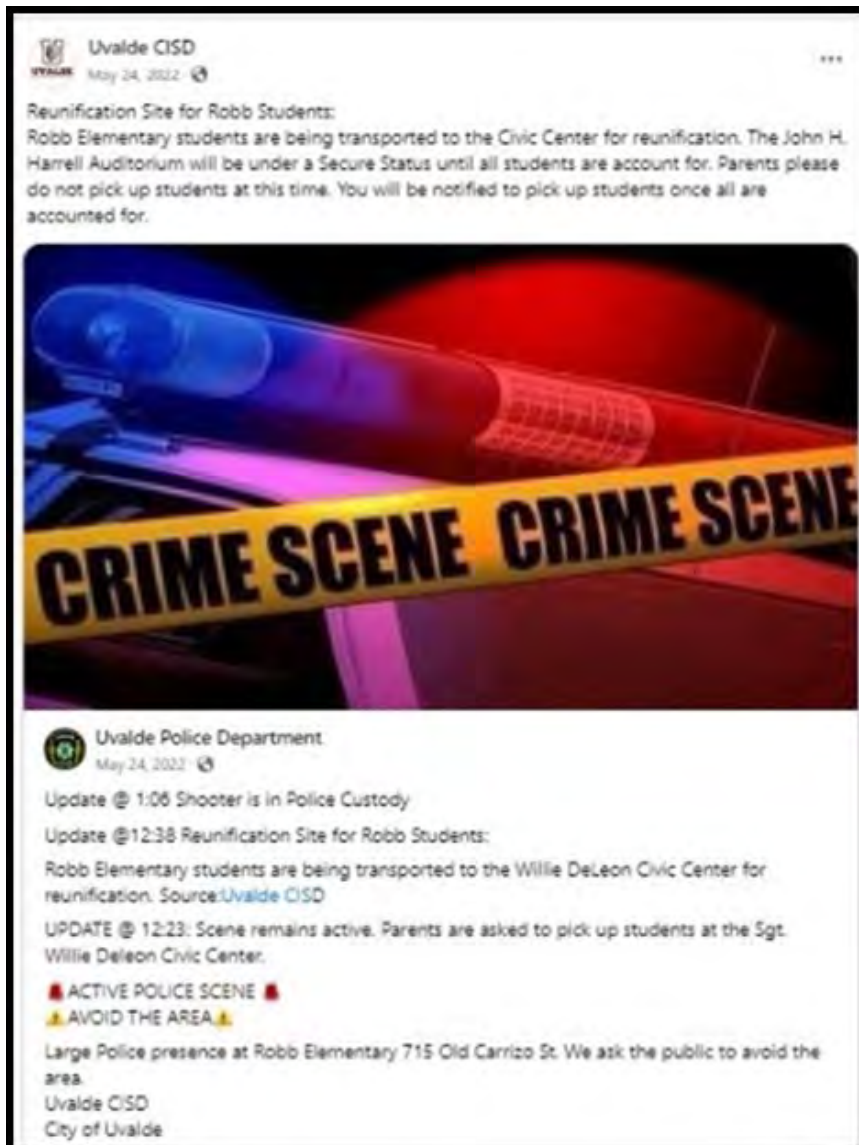 Uvalde CISD
UVALDE
May 24, 2022
Reunification Site for Robb Students:
Robb Elementary students are being transported to the Civic Center for reunification. The John H.
Harrell Auditorium will be under a Secure Status until all students are account for. Parents please
do not pick up students at this time. You will be notified to pick up students once all are
accounted for.
CRIME SCENE CRIME SCENE
Uvalde Police Department
May 24, 2022
Update @ 1:06 Shooter is in Police Custody
Update @12:38 Reunification Site for Robb Students:
Robb Elementary students are being transported to the Willie DeLeon Civic Center for
reunification. Source:Uvalde CISD
UPDATE @ 12:23: Scene remains active. Parents are asked to pick up students at the Sgt.
Willie Deleon Civic Center.
🚨 ACTIVE POLICE SCENE 🚨
⚠️ AVOID THE AREA⚠️
Large Police presence at Robb Elementary 715 Old Carrizo St. We ask the public to avoid the
area.
Uvalde CISD
City of Uvalde